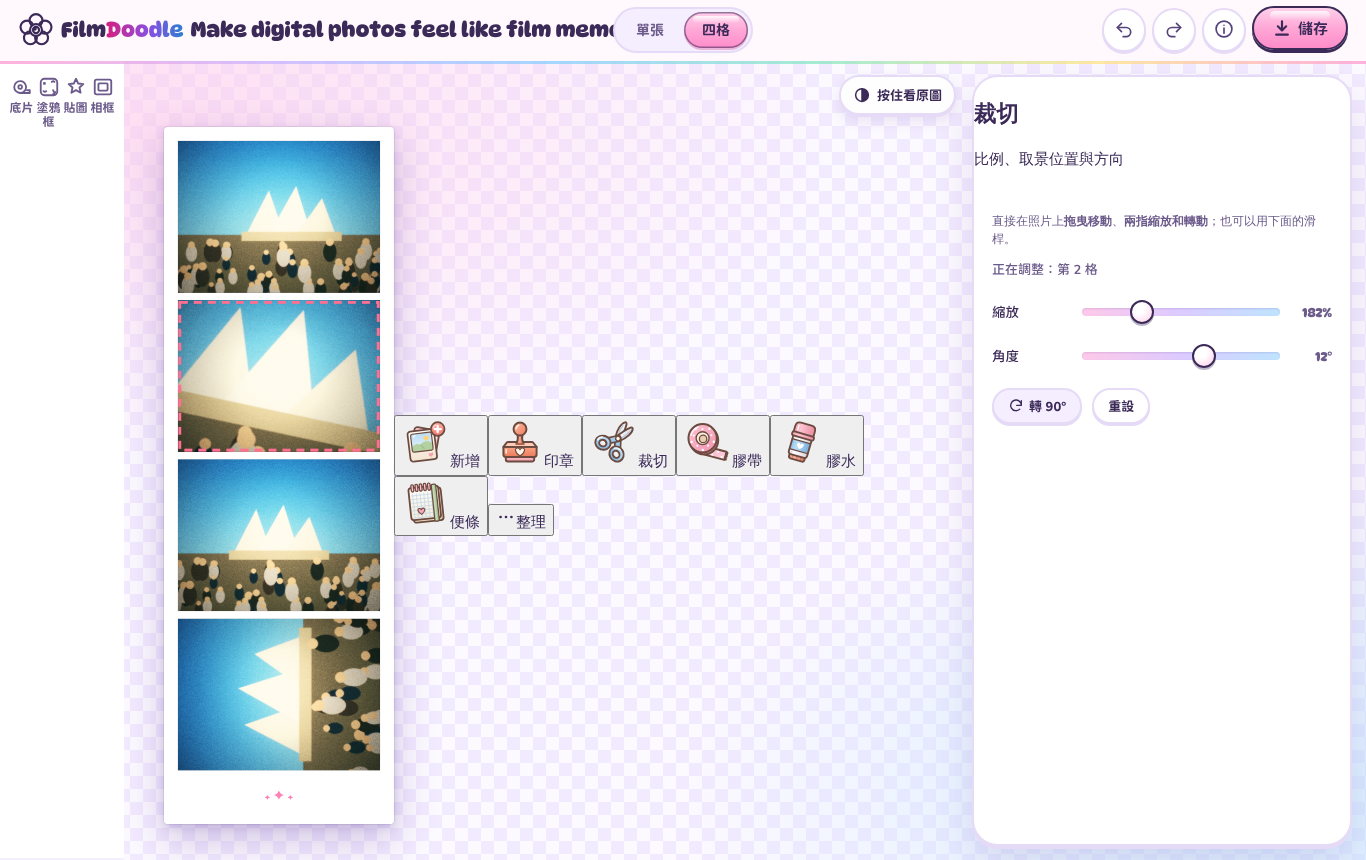 FilmDoodle Make digital photos feel like film mem
單張
四格
儲存
底片
塗鴉框
貼圖
相框
按住看原圖
新增
印章
裁切
膠帶
膠水
便條
整理
裁切
比例、取景位置與方向
直接在照片上拖曳移動、兩指縮放和轉動；也可以用下面的滑
桿。
正在調整：第 2 格
縮放
182%
角度
12°
轉 90°
重設